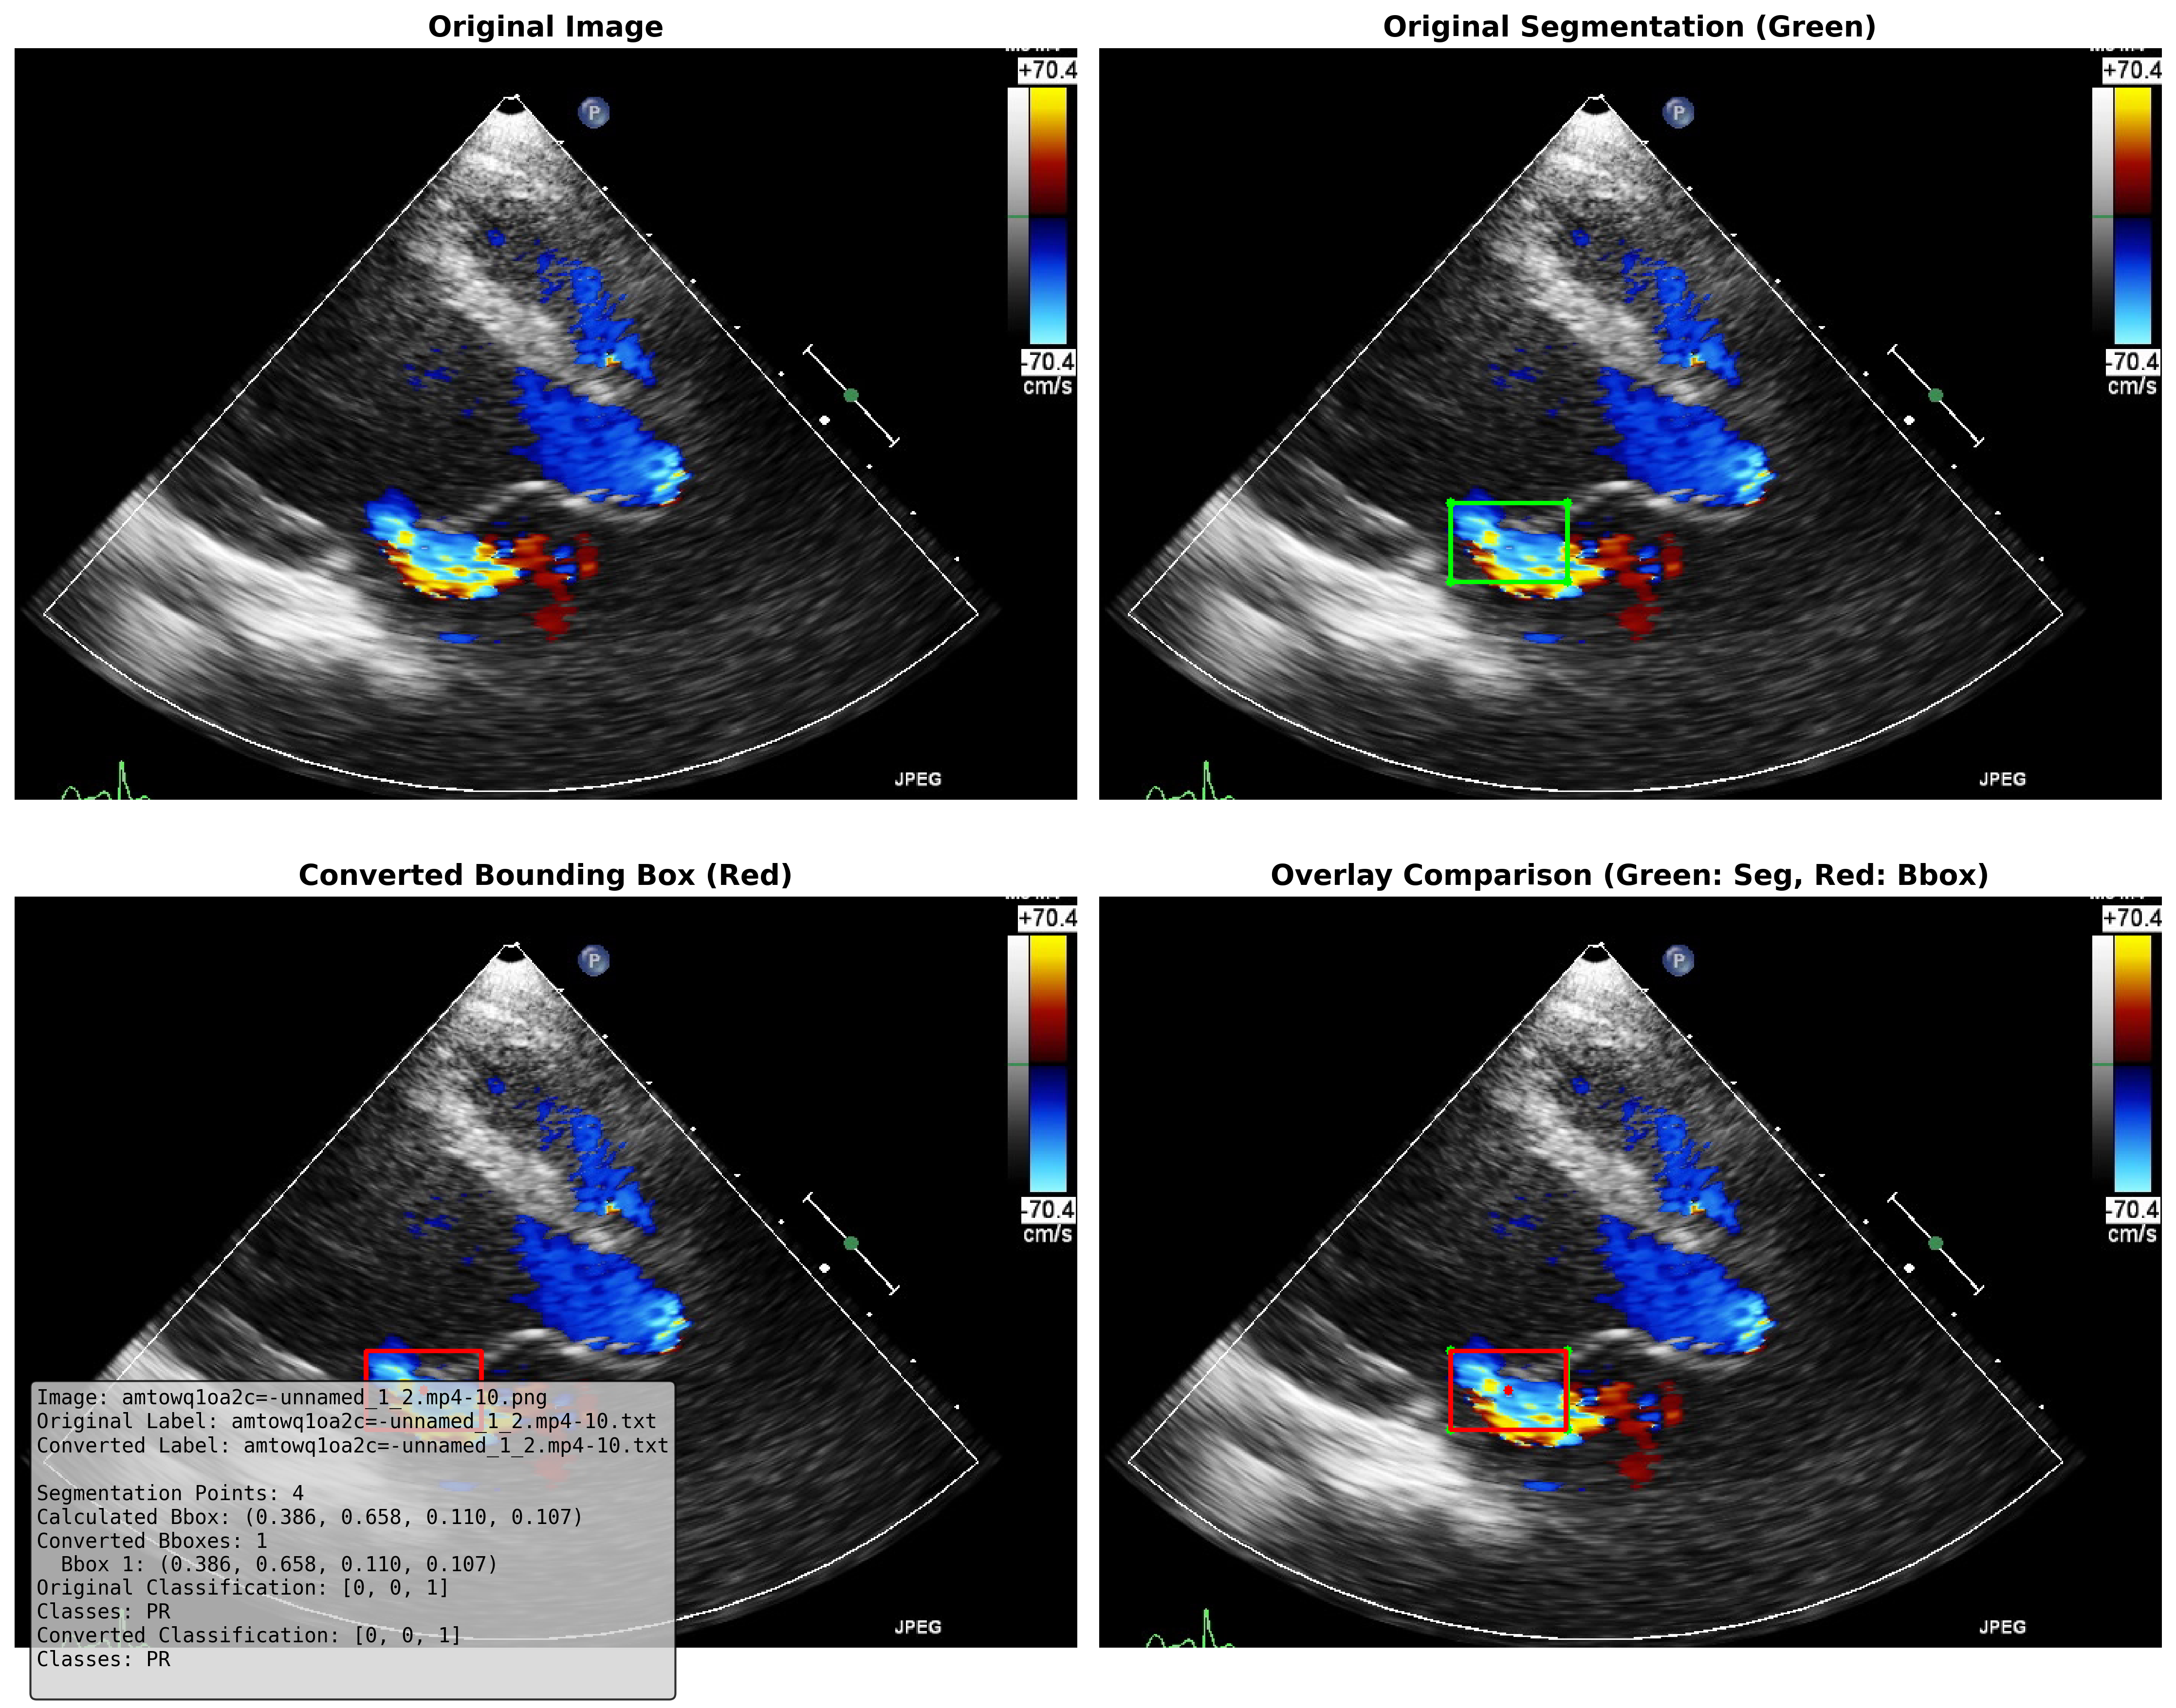 Original Image
Original Segmentation (Green)
+70.4
P
-70.4
cm/s
JPEG
+70.4
P
-70.4
cm/s
JPEG
Converted Bounding Box (Red)
Overlay Comparison (Green: Seg, Red: Bbox)
+70.4
P
-70.4
cm/s
JPEG
+70.4
P
-70.4
cm/s
JPEG
Image: amtowq1oa2c=-unnamed_1_2.mp4-10.png
Original Label: amtowq1oa2c=-unnamed_1_2.mp4-10.txt
Converted Label: amtowq1oa2c=-unnamed_1_2.mp4-10.txt
Segmentation Points: 4
Calculated Bbox: (0.386, 0.658, 0.110, 0.107)
Converted Bboxes: 1
Bbox 1: (0.386, 0.658, 0.110, 0.107)
Original Classification: [0, 0, 1]
Classes: PR
Converted Classification: [0, 0, 1]
Classes: PR